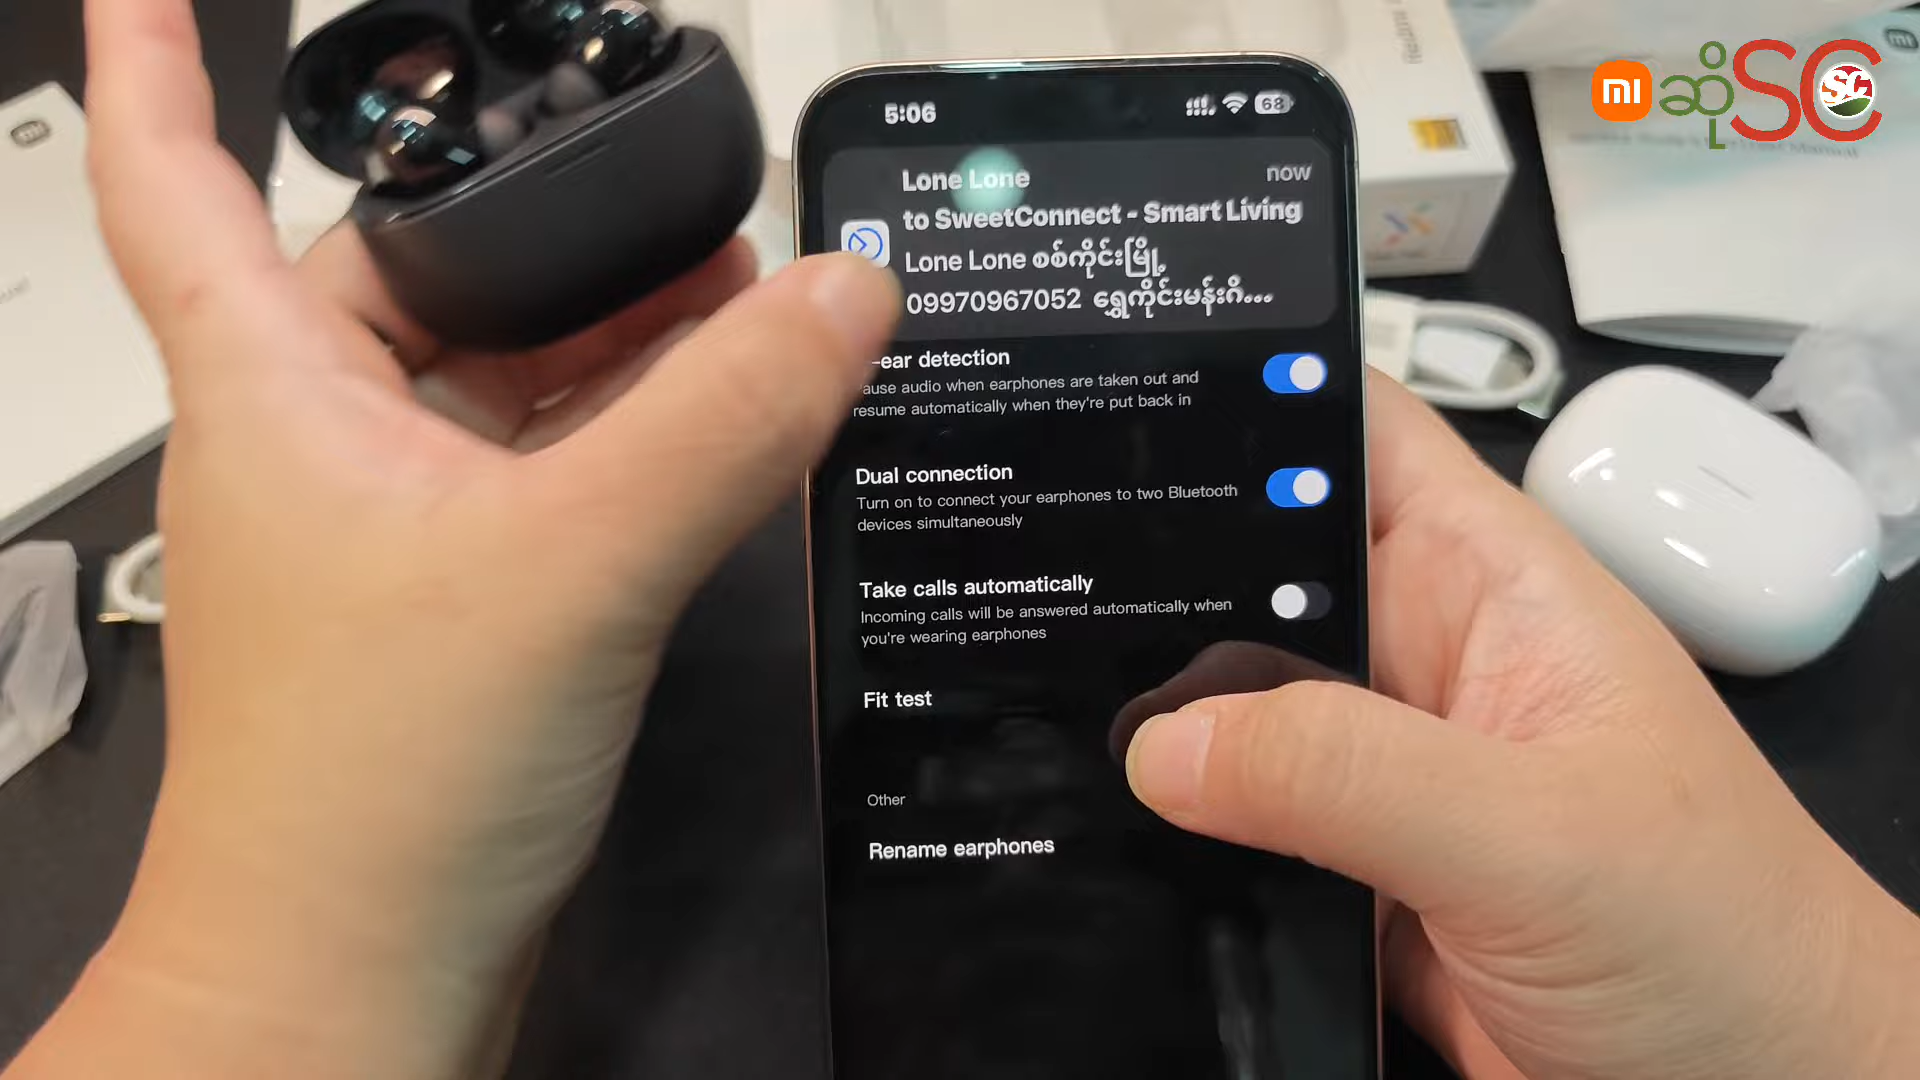 mi ဆို SC
SC
5:06
68
Lone Lone
now
to SweetConnect - Smart Living
Lone Lone စစ်ကိုင်းမြို့
09970967052 ရွှေကိုင်းမန်းဂိ...
-ear detection
ause audio when earphones are taken out and
resume automatically when they're put back in
Dual connection
Turn on to connect your earphones to two Bluetooth
devices simultaneously
Take calls automatically
Incoming calls will be answered automatically when
you're wearing earphones
Fit test
Other
Rename earphones